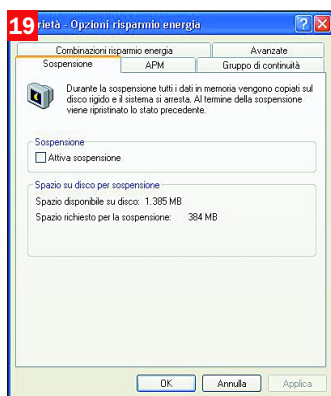 19 rietà - Opzioni risparmio energia
Combinazioni risparmio energia Avanzate
Sospensione APM Gruppo di continuità
Durante la sospensione tutti i dati in memoria vengono copiati sul
disco rigido e il sistema si arresta. Al termine della sospensione
viene ripristinato lo stato precedente.
Sospensione
Attiva sospensione
Spazio su disco per sospensione
Spazio disponibile su disco: 1.385 MB
Spazio richiesto per la sospensione: 384 MB
OK Annulla Applica